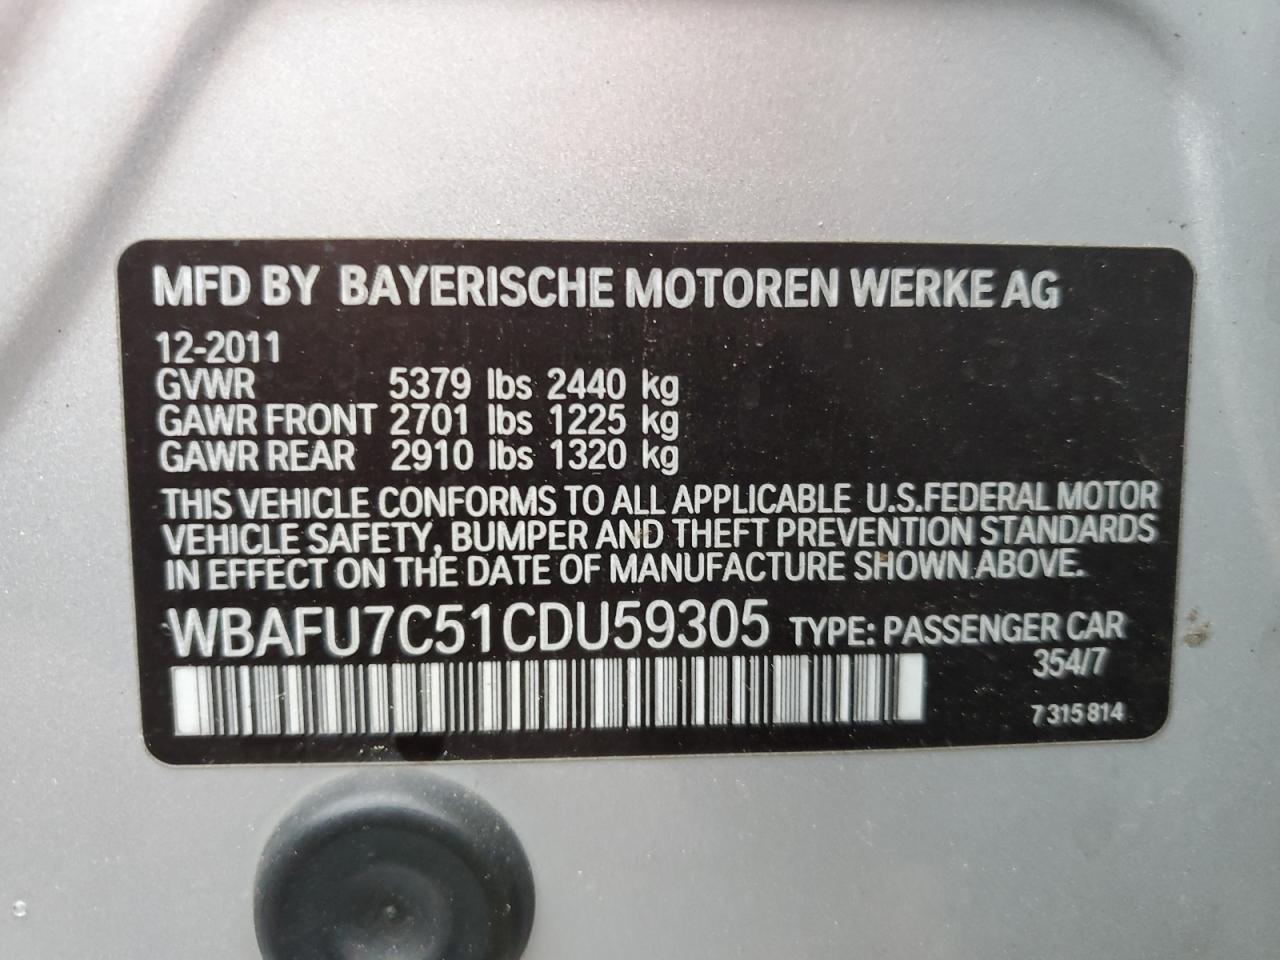 MFD BY BAYERISCHE MOTOREN WERKE AG
12-2011
GVWR 5379 lbs 2440 kg
GAWR FRONT 2701 lbs 1225 kg
GAWR REAR 2910 lbs 1320 kg
THIS VEHICLE CONFORMS TO ALL APPLICABLE U.S.FEDERAL MOTOR
VEHICLE SAFETY, BUMPER AND THEFT PREVENTION STANDARDS
IN EFFECT ON THE DATE OF MANUFACTURE SHOWN ABOVE.
WBAFU7C51CDU59305 TYPE: PASSENGER CAR
354/7
7 315 814